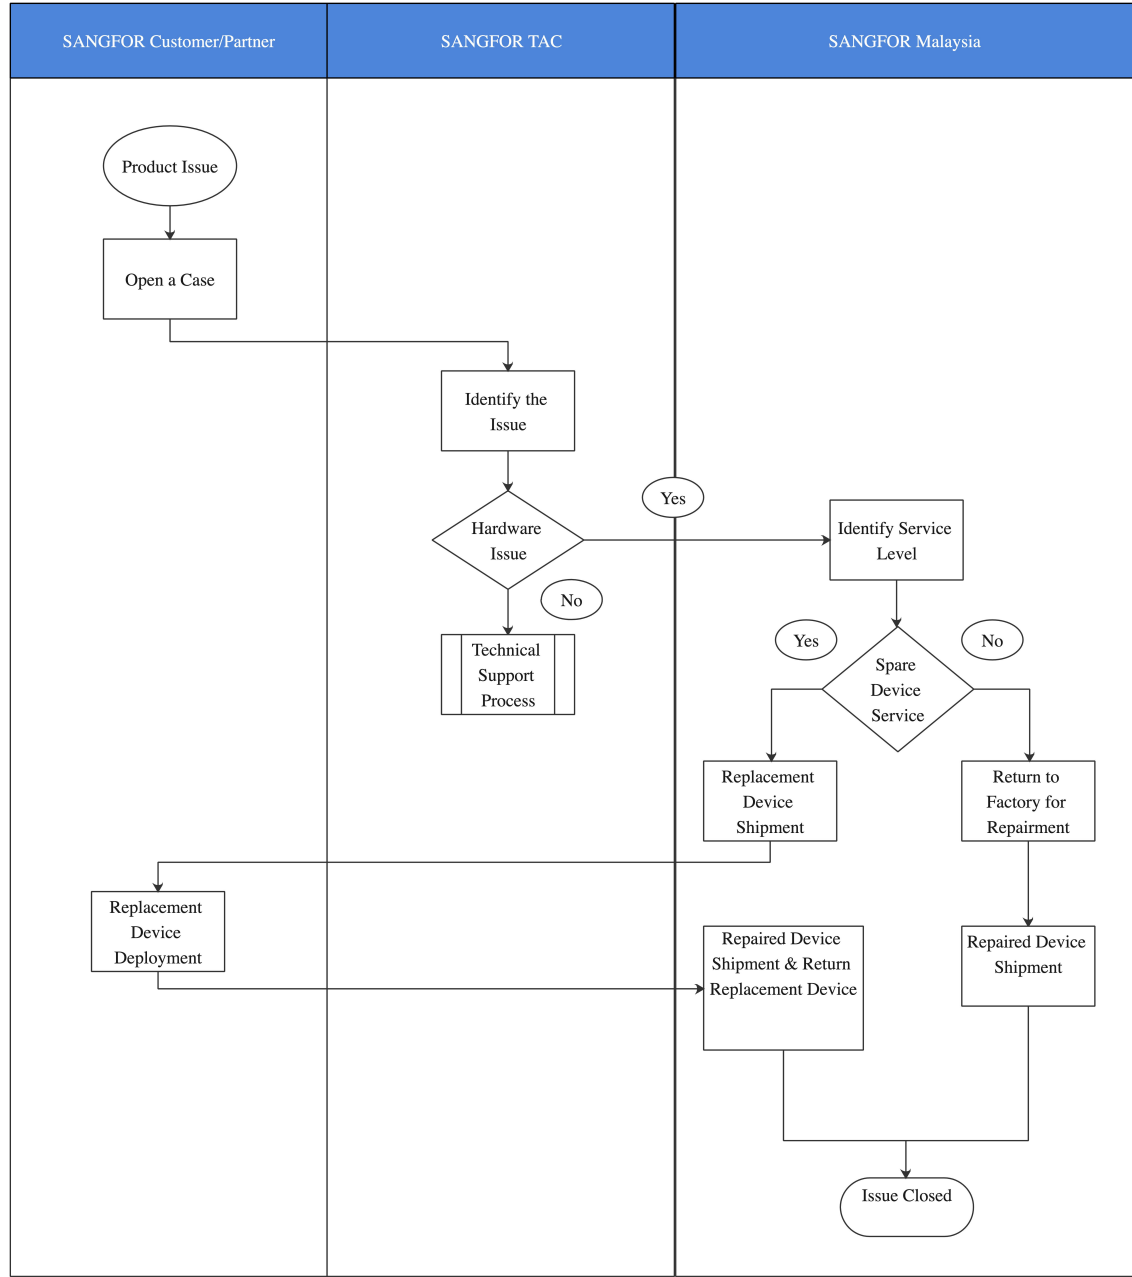 SANGFOR Customer/Partner
SANGFOR TAC
SANGFOR Malaysia
Product Issue
Open a Case
Identify the
Issue
Hardware
Issue
Yes
No
Technical
Support
Process
Identify Service
Level
Yes
No
Spare
Device
Service
Replacement
Device
Shipment
Return to
Factory for
Repairment
Replacement
Device
Deployment
Repaired Device
Shipment & Return
Replacement Device
Repaired Device
Shipment
Issue Closed